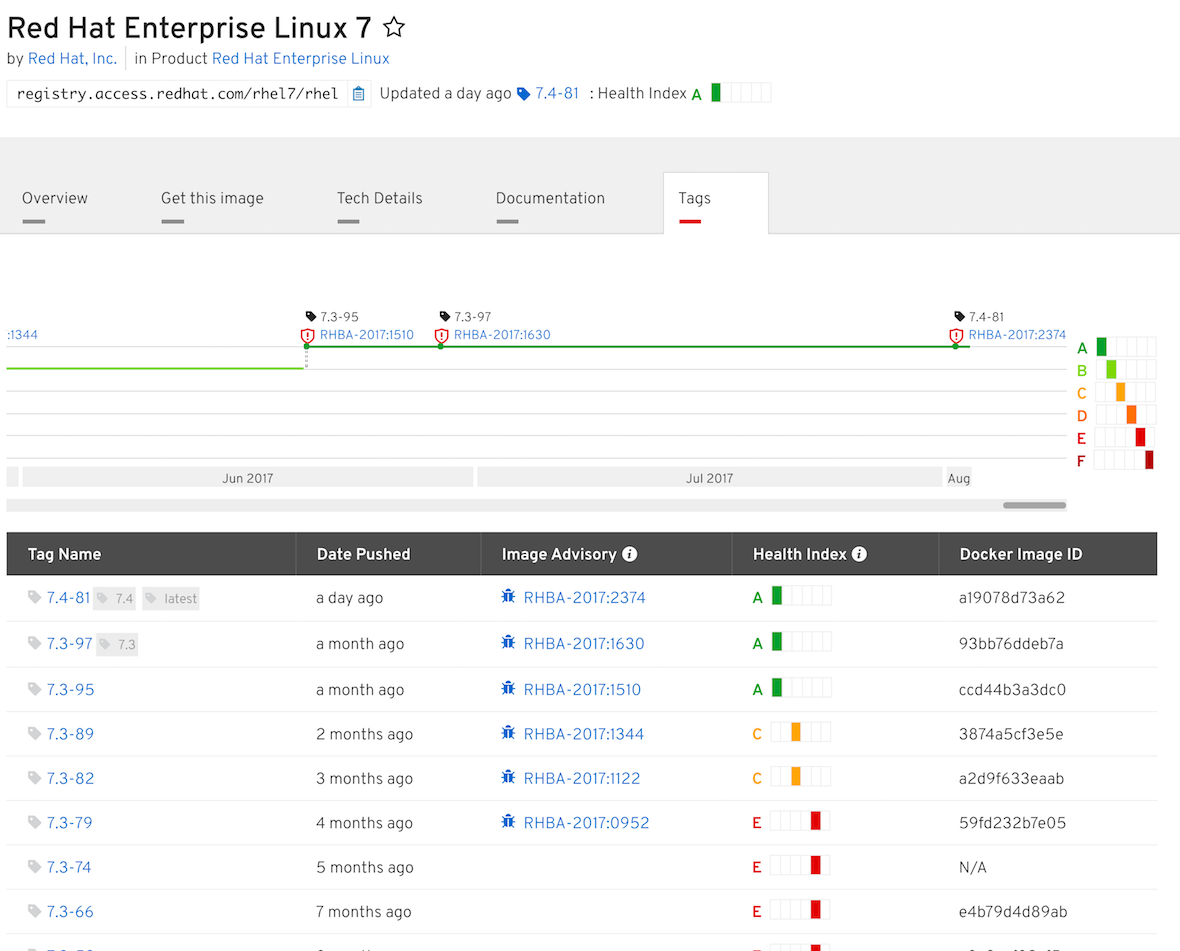 Red Hat Enterprise Linux 7
by Red Hat, Inc. in Product Red Hat Enterprise Linux
registry.access.redhat.com/rhel7/rhel Updated a day ago 7.4-81 : Health Index A
Overview Get this image Tech Details Documentation Tags
7.3-95 7.3-97 7.4-81
:1344 RHBA-2017:1510 RHBA-2017:1630 RHBA-2017:2374
A
B
C
D
E
F
Jun 2017 Jul 2017 Aug
Tag Name Date Pushed Image Advisory Health Index Docker Image ID
7.4-81 7.4 latest a day ago RHBA-2017:2374 A a19078d73a62
7.3-97 7.3 a month ago RHBA-2017:1630 A 93bb76ddeb7a
7.3-95 a month ago RHBA-2017:1510 A ccd44b3a3dc0
7.3-89 2 months ago RHBA-2017:1344 C 3874a5cf3e5e
7.3-82 3 months ago RHBA-2017:1122 C a2d9f633eaab
7.3-79 4 months ago RHBA-2017:0952 E 59fd232b7e05
7.3-74 5 months ago E N/A
7.3-66 7 months ago E e4b79d4d89ab